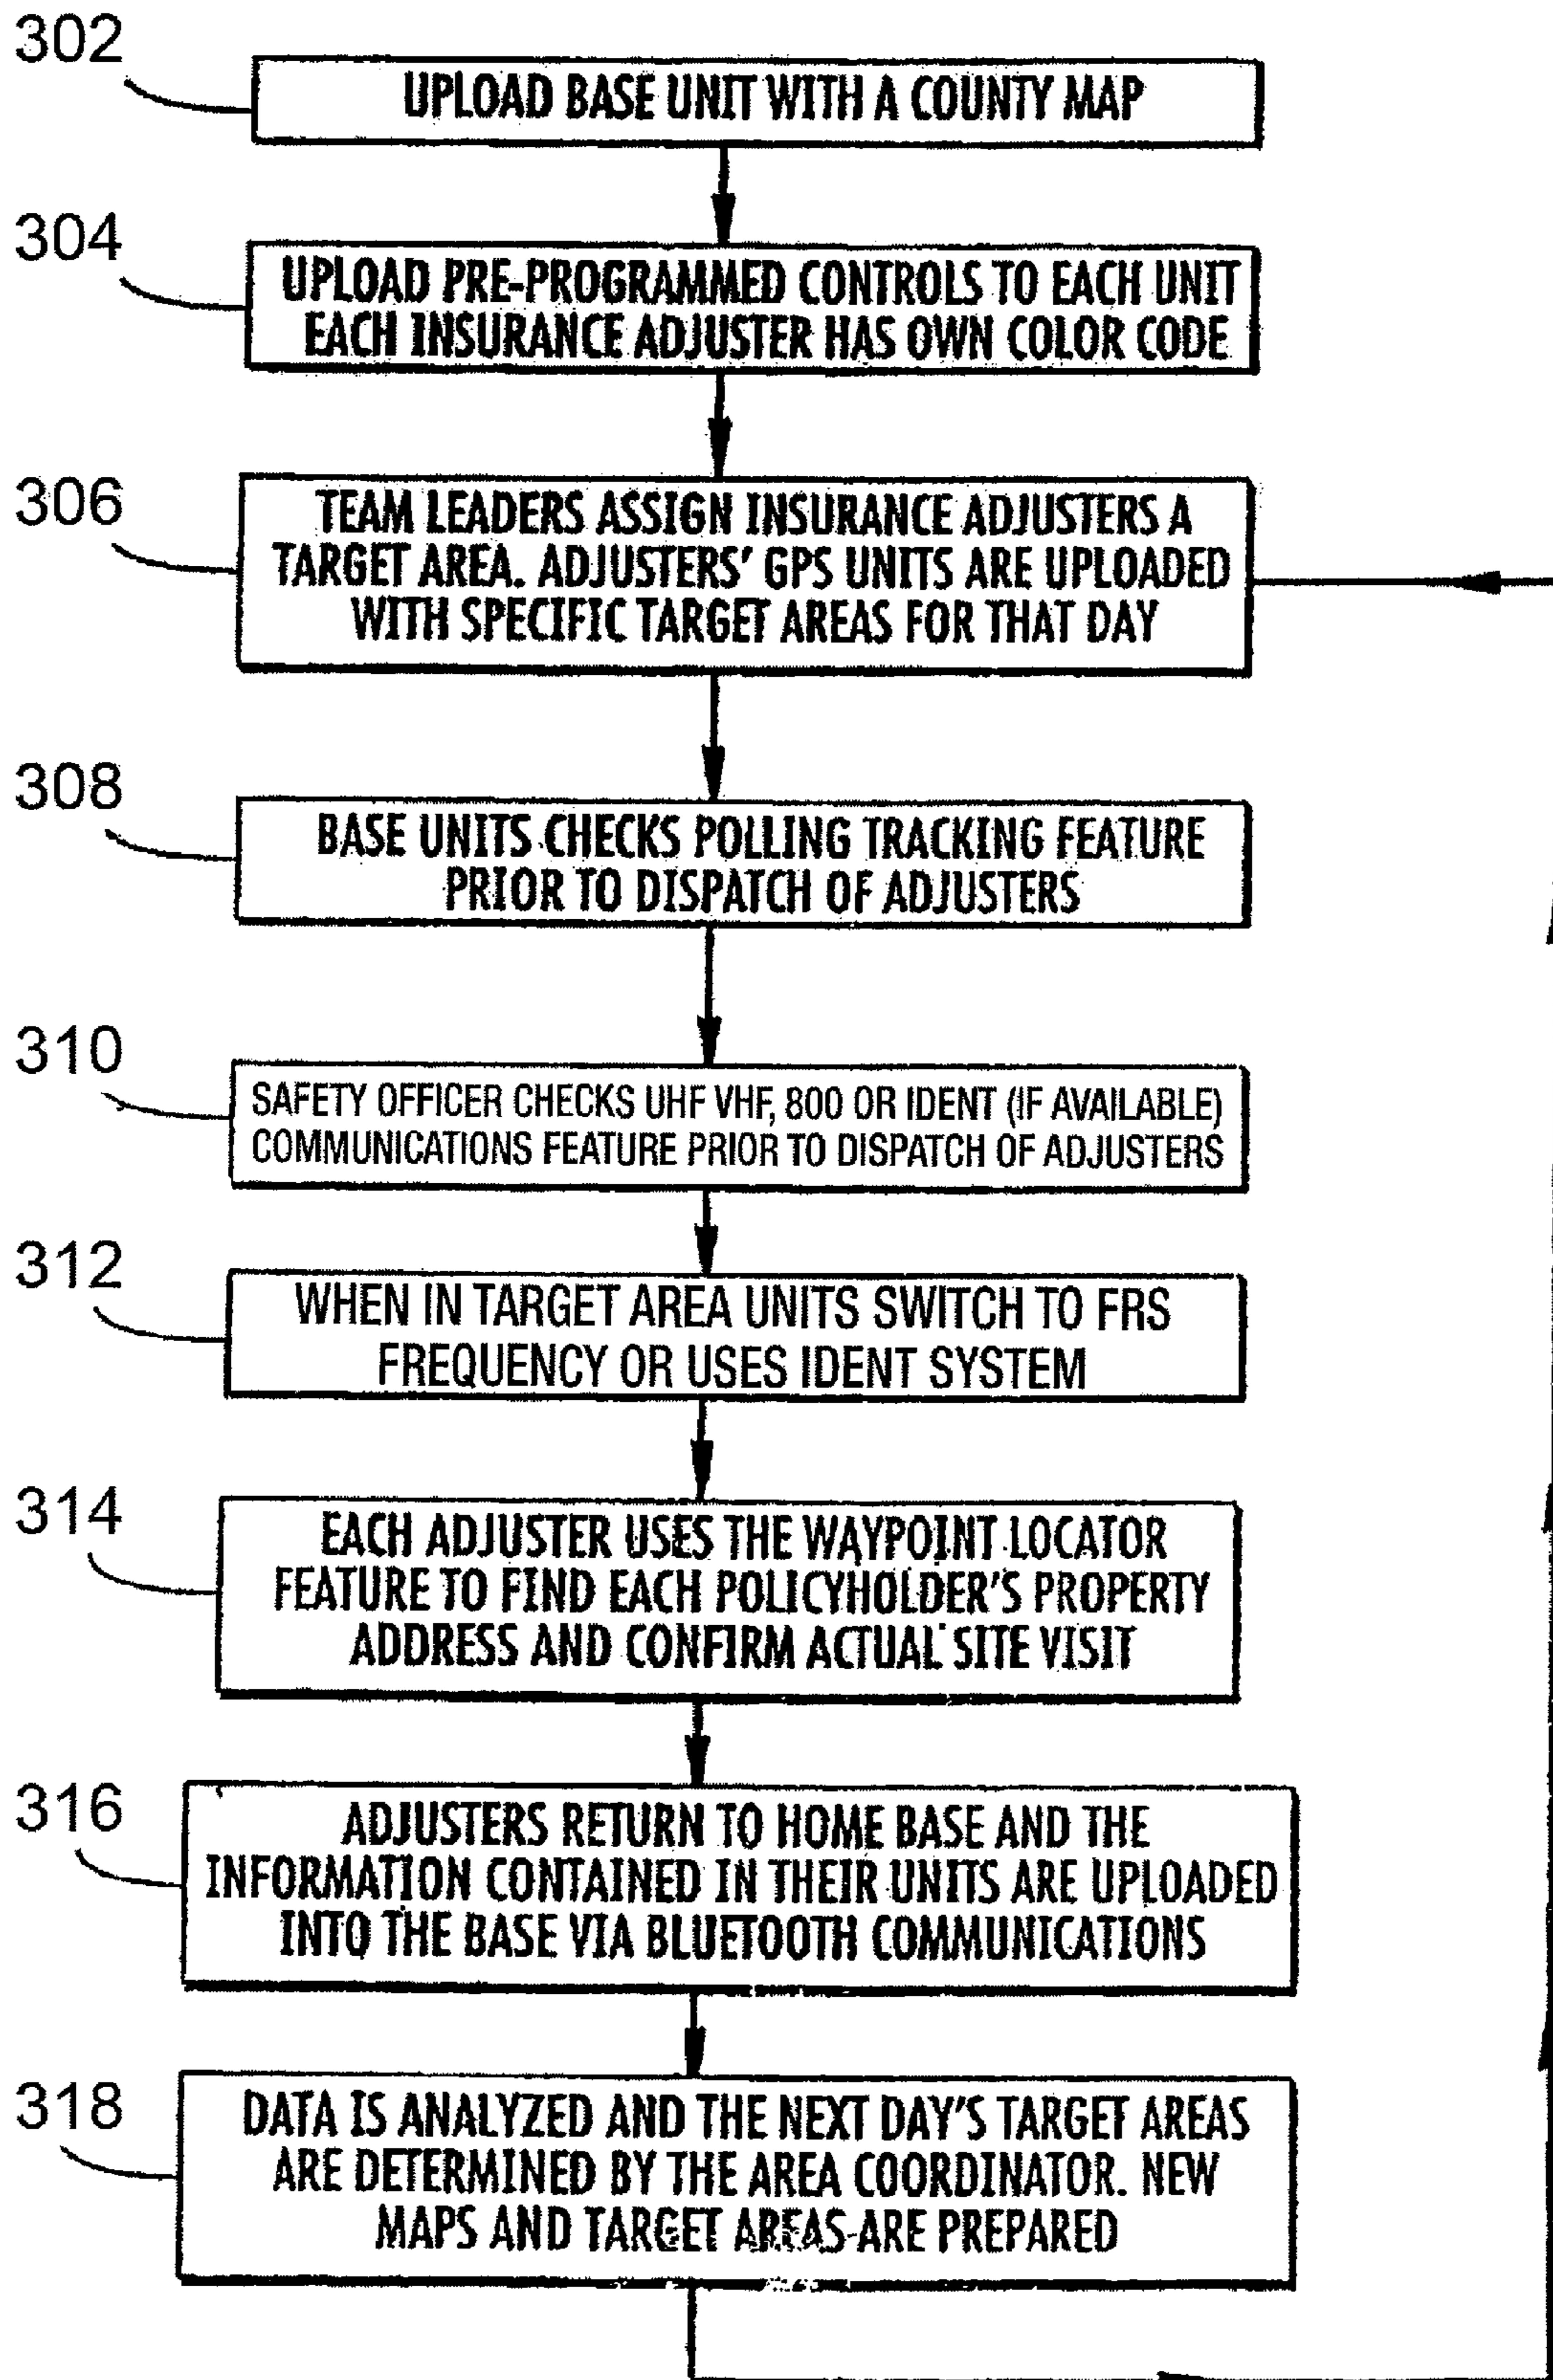 302
UPLOAD BASE UNIT WITH A COUNTY MAP
304
UPLOAD PRE-PROGRAMMED CONTROLS TO EACH UNIT
EACH INSURANCE ADJUSTER HAS OWN COLOR CODE
306
TEAM LEADERS ASSIGN INSURANCE ADJUSTERS A
TARGET AREA. ADJUSTERS' GPS UNITS ARE UPLOADED
WITH SPECIFIC TARGET AREAS FOR THAT DAY
308
BASE UNITS CHECKS POLLING TRACKING FEATURE
PRIOR TO DISPATCH OF ADJUSTERS
310
SAFETY OFFICER CHECKS UHF VHF, 800 OR IDENT (IF AVAILABLE)
COMMUNICATIONS FEATURE PRIOR TO DISPATCH OF ADJUSTERS
312
WHEN IN TARGET AREA UNITS SWITCH TO FRS
FREQUENCY OR USES IDENT SYSTEM
314
EACH ADJUSTER USES THE WAYPOINT LOCATOR
FEATURE TO FIND EACH POLICYHOLDER'S PROPERTY
ADDRESS AND CONFIRM ACTUAL SITE VISIT
316
ADJUSTERS RETURN TO HOME BASE AND THE
INFORMATION CONTAINED IN THEIR UNITS ARE UPLOADED
INTO THE BASE VIA BLUETOOTH COMMUNICATIONS
318
DATA IS ANALYZED AND THE NEXT DAY'S TARGET AREAS
ARE DETERMINED BY THE AREA COORDINATOR. NEW
MAPS AND TARGET AREAS ARE PREPARED